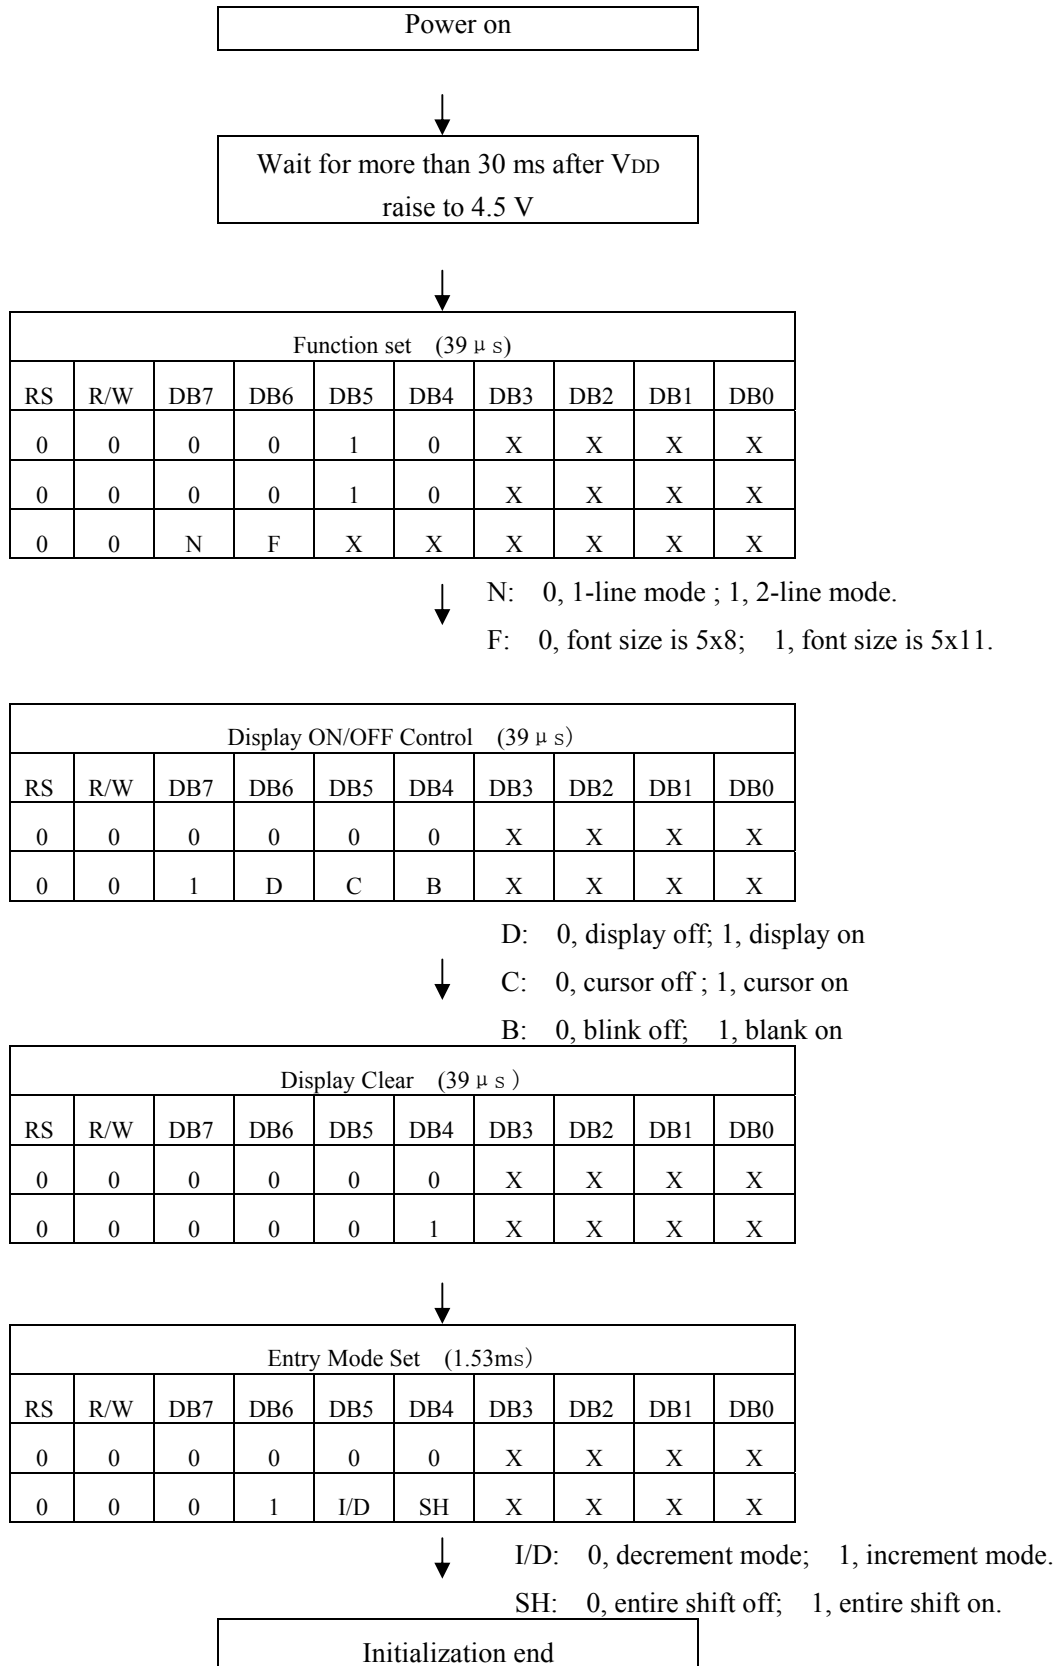 Power on
Wait for more than 30 ms after VDD
raise to 4.5 V
Function set (39 μ s)
RS R/W DB7 DB6 DB5 DB4 DB3 DB2 DB1 DB0
0 0 0 0 1 0 X X X X
0 0 0 0 1 0 X X X X
0 0 N F X X X X X X
N: 0, 1-line mode ; 1, 2-line mode.
F: 0, font size is 5x8; 1, font size is 5x11.
Display ON/OFF Control (39 μ s)
RS R/W DB7 DB6 DB5 DB4 DB3 DB2 DB1 DB0
0 0 0 0 0 0 X X X X
0 0 1 D C B X X X X
D: 0, display off; 1, display on
C: 0, cursor off ; 1, cursor on
B: 0, blink off; 1, blank on
Display Clear (39 μ s )
RS R/W DB7 DB6 DB5 DB4 DB3 DB2 DB1 DB0
0 0 0 0 0 0 X X X X
0 0 0 0 0 1 X X X X
Entry Mode Set (1.53ms)
RS R/W DB7 DB6 DB5 DB4 DB3 DB2 DB1 DB0
0 0 0 0 0 0 X X X X
0 0 0 1 I/D SH X X X X
I/D: 0, decrement mode; 1, increment mode.
SH: 0, entire shift off; 1, entire shift on.
Initialization end